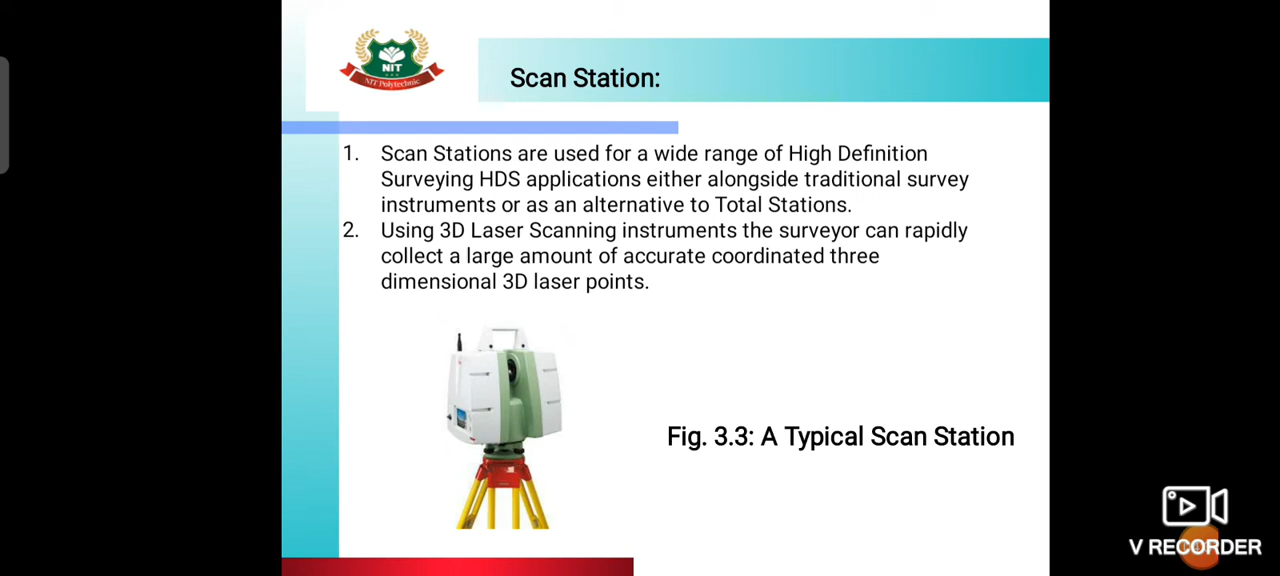 NIT
NIT Polytechnic
Scan Station:
1. Scan Stations are used for a wide range of High Definition
Surveying HDS applications either alongside traditional survey
instruments or as an alternative to Total Stations.
2. Using 3D Laser Scanning instruments the surveyor can rapidly
collect a large amount of accurate coordinated three
dimensional 3D laser points.
Fig. 3.3: A Typical Scan Station
V RECORDER